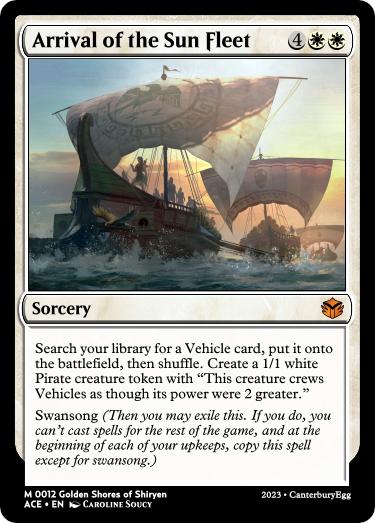 Arrival of the Sun Fleet 4
Sorcery
Search your library for a Vehicle card, put it onto
the battlefield, then shuffle. Create a 1/1 white
Pirate creature token with “This creature crews
Vehicles as though its power were 2 greater.”
Swansong (Then you may exile this. If you do, you
can't cast spells for the rest of the game, and at the
beginning of each of your upkeeps, copy this spell
except for swansong.)
M 0012 Golden Shores of Shiryen 2023 • CanterburyEgg
ACE • EN Caroline Soucy